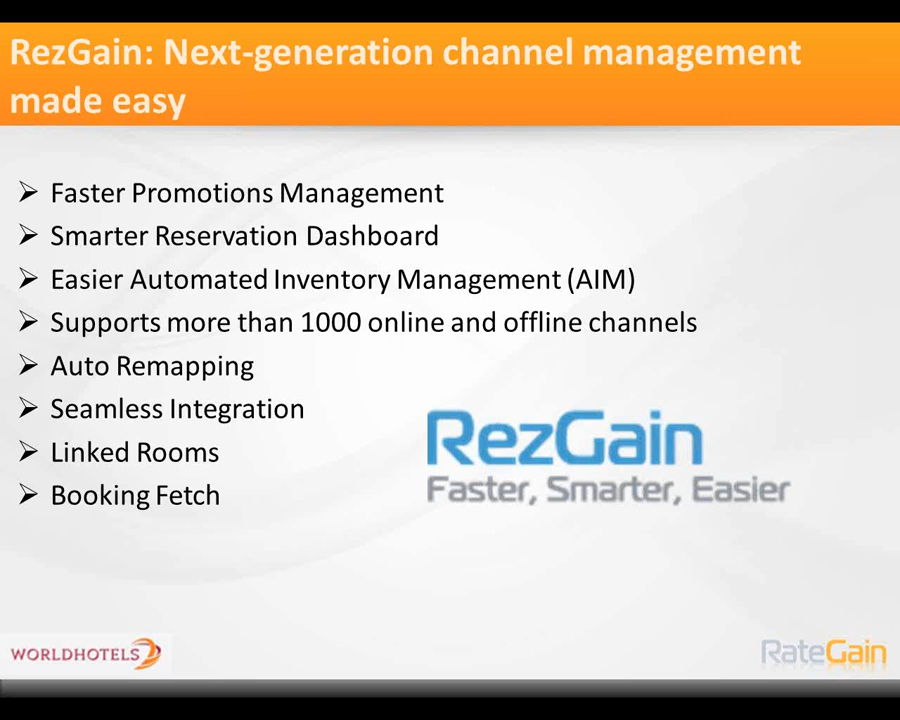 RezGain: Next-generation channel management
made easy
➢ Faster Promotions Management
➢ Smarter Reservation Dashboard
➢ Easier Automated Inventory Management (AIM)
➢ Supports more than 1000 online and offline channels
➢ Auto Remapping
➢ Seamless Integration
➢ Linked Rooms
➢ Booking Fetch
RezGain
Faster, Smarter, Easier
WORLDHOTELS
RateGain